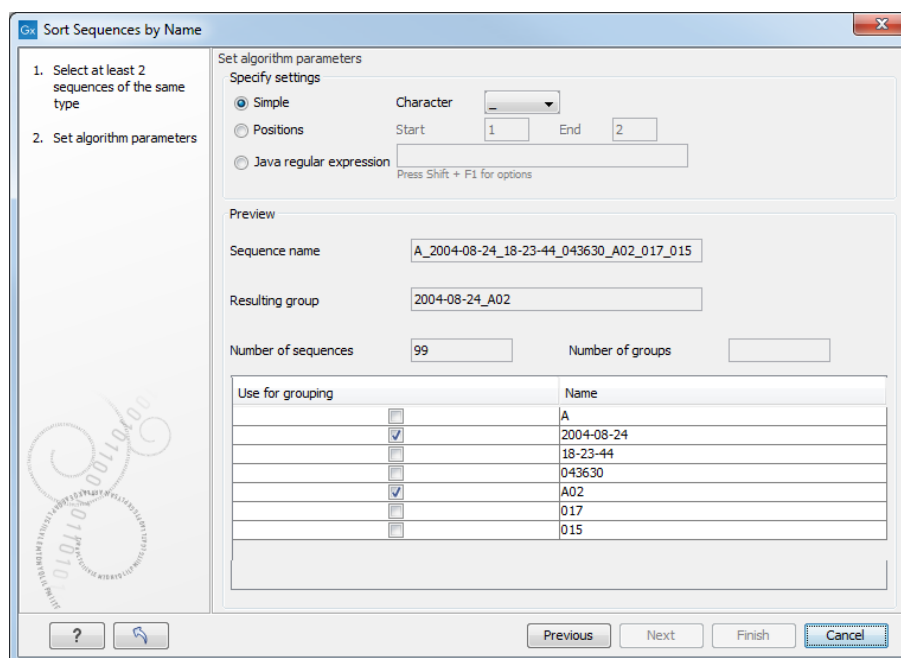 Gx Sort Sequences by Name
1. Select at least 2
sequences of the same
type
2. Set algorithm parameters
Set algorithm parameters
Specify settings
Simple Character _
Positions Start 1 End 2
Java regular expression
Press Shift + F1 for options
Preview
Sequence name A_2004-08-24_18-23-44_043630_A02_017_015
Resulting group 2004-08-24_A02
Number of sequences 99 Number of groups
Use for grouping Name
A
2004-08-24
18-23-44
043630
A02
017
015
? Previous Next Finish Cancel